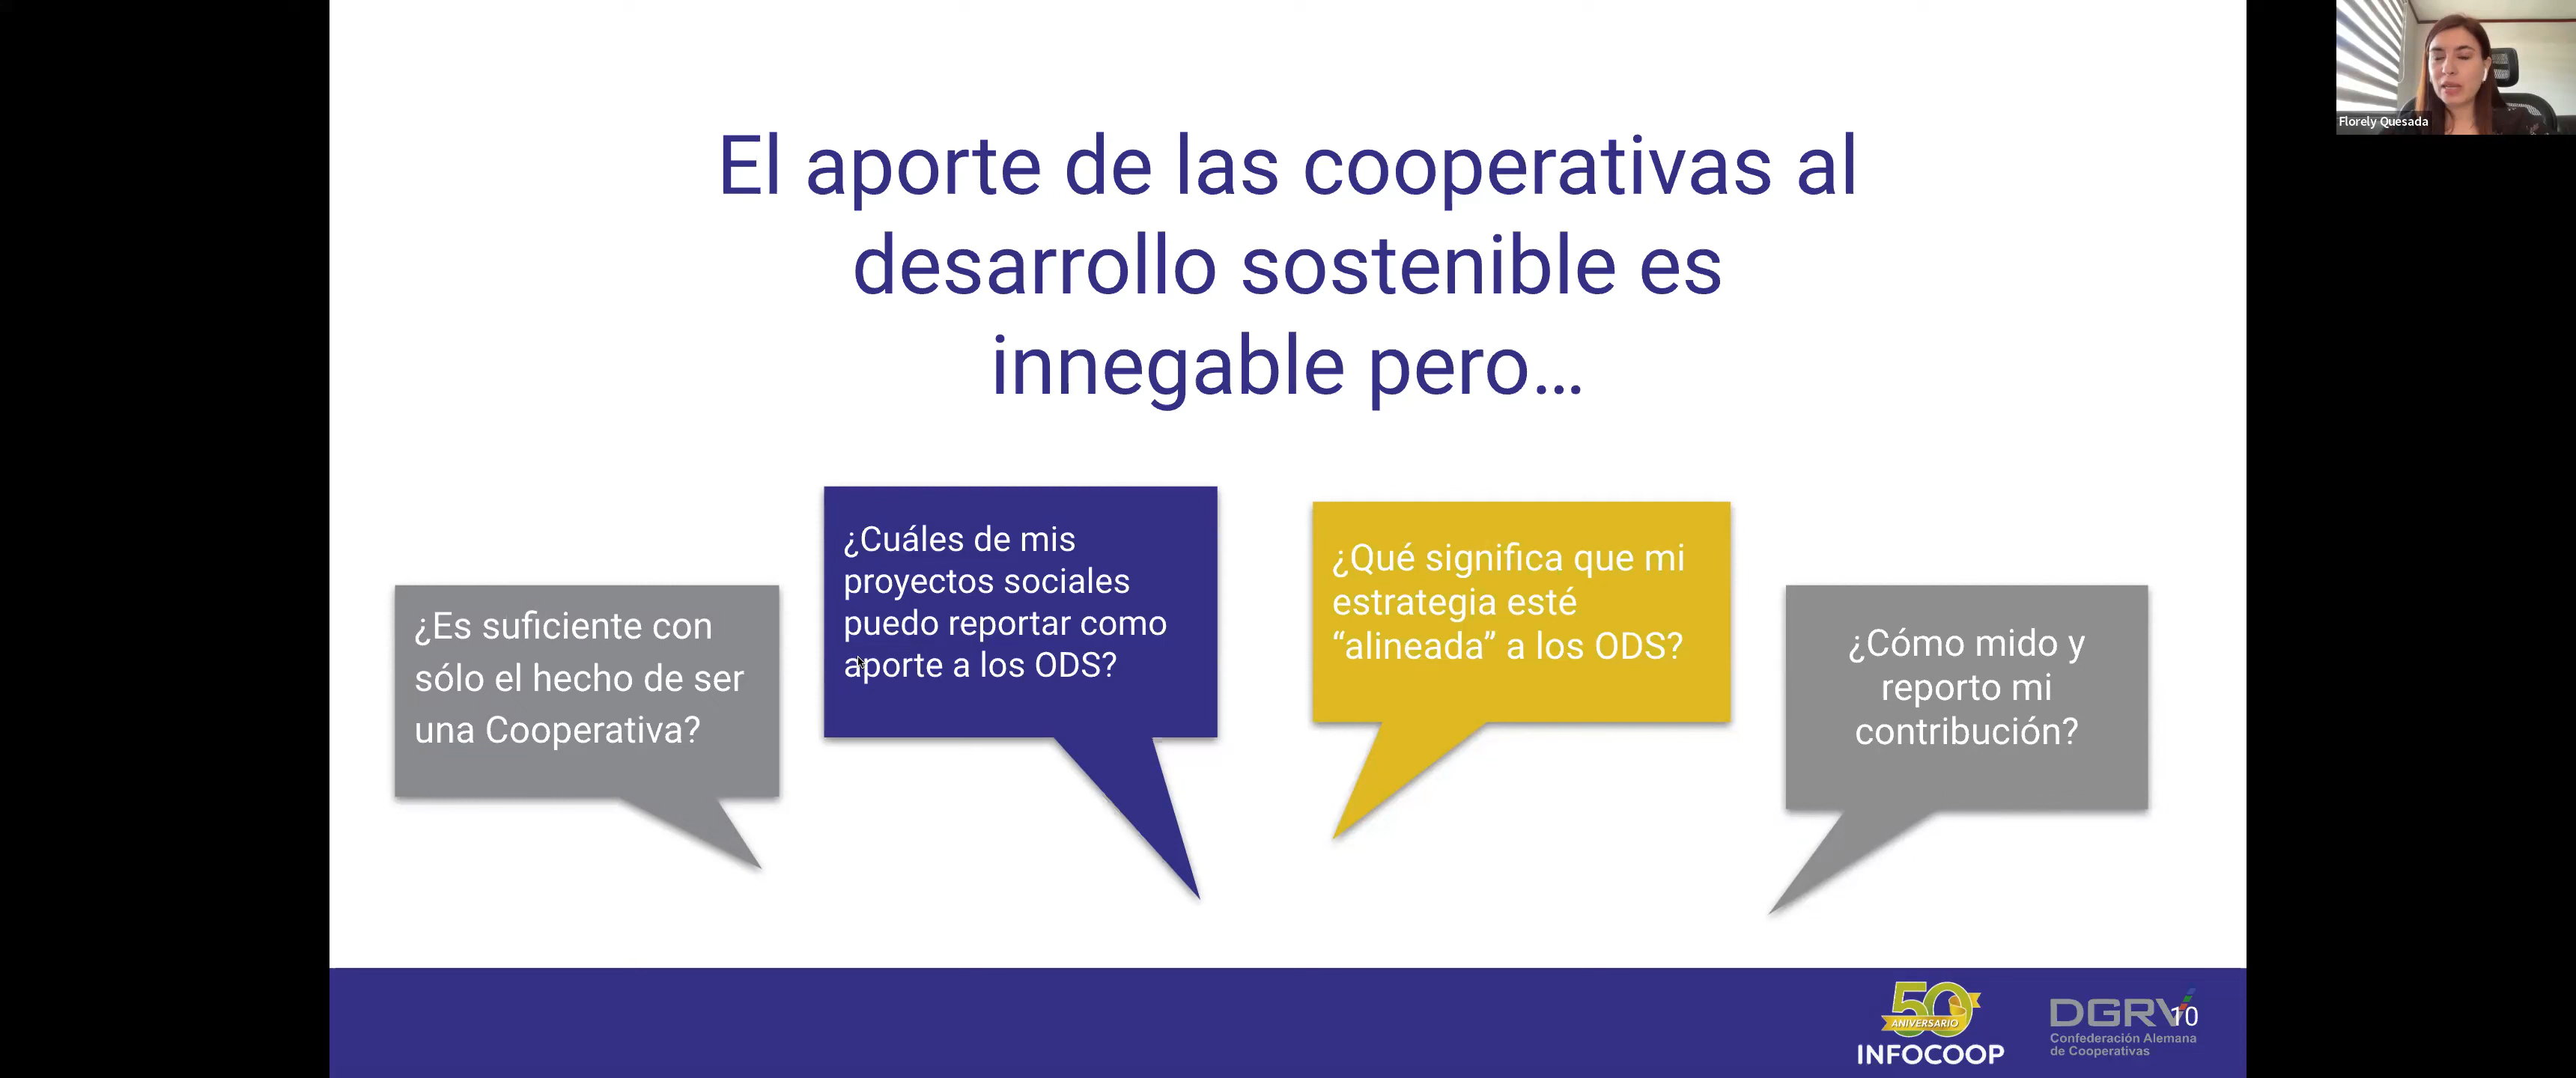 El aporte de las cooperativas al
desarrollo sostenible es
innegable pero...
¿Es suficiente con
sólo el hecho de ser
una Cooperativa?
¿Cuáles de mis
proyectos sociales
puedo reportar como
aporte a los ODS?
¿Qué significa que mi
estrategia esté
“alineada” a los ODS?
¿Cómo mido y
reporto mi
contribución?
Florely Quesada
50
ANIVERSARIO
INFOCOOP
DGRV
10
Confederación Alemana
de Cooperativas